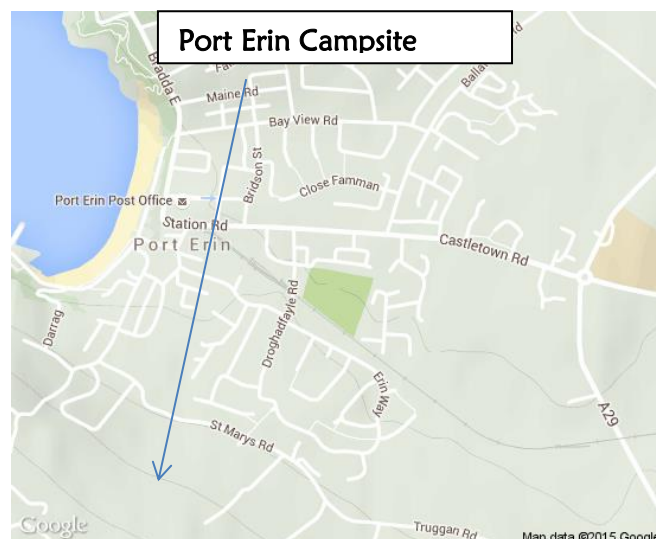 Port Erin Campsite
Bradda E
Maine Rd
Bay View Rd
Bridson St
Close Famman
Port Erin Post Office
Station Rd
Port Erin
Castletown Rd
Droghadfayle Rd
Darrag
Erin Way
A29
St Marys Rd
Truggan Rd
Google
Map data ©2015 Google